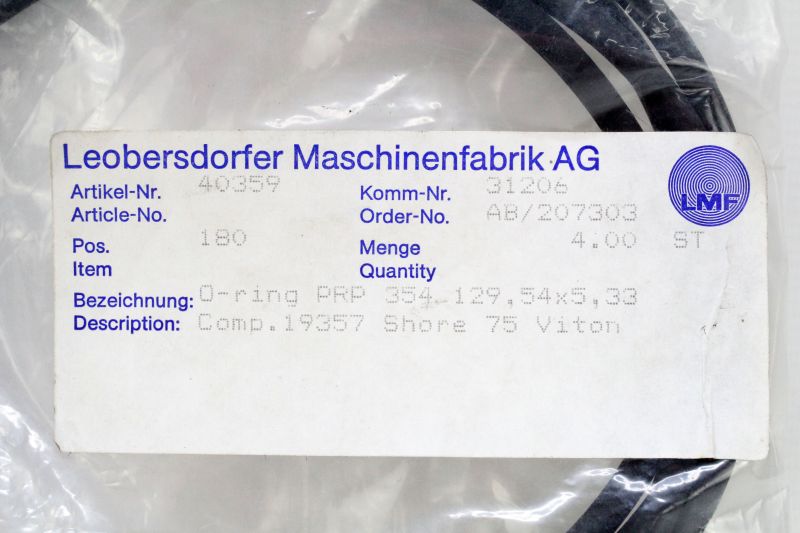 Leobersdorfer Maschinenfabrik AG
LMF
Artikel-Nr. 40359 Komm-Nr. 31206
Article-No. Order-No. AB/207303
Pos. 180 Menge 4.00 ST
Item Quantity
Bezeichnung: O-ring PRP 354 129,54x5,33
Description: Comp.19357 Shore 75 Viton